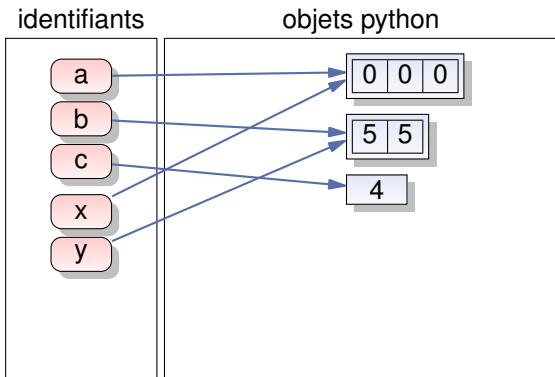 identifiants objets python
a 0 0 0
b 5 5
c 4
x
y